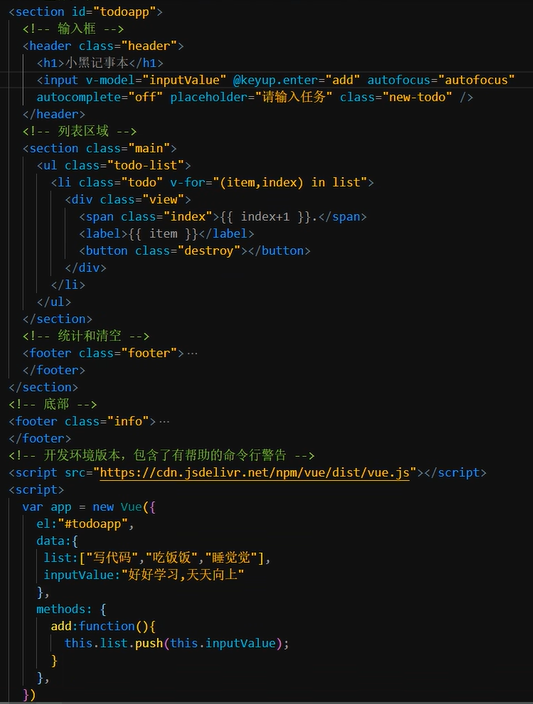 <section id="todoapp">
<!-- 输入框 -->
<header class="header">
<h1>小黑记事本</h1>
<input v-model="inputValue" @keyup.enter="add" autofocus="autofocus"
autocomplete="off" placeholder="请输入任务" class="new-todo" />
</header>
<!-- 列表区域 -->
<section class="main">
<ul class="todo-list">
<li class="todo" v-for="(item,index) in list">
<div class="view">
<span class="index">{{ index+1 }}.</span>
<label>{{ item }}</label>
<button class="destroy"></button>
</div>
</li>
</ul>
</section>
<!-- 统计和清空 -->
<footer class="footer">…
</footer>
</section>
<!-- 底部 -->
<footer class="info">…
</footer>
<!-- 开发环境版本，包含了有帮助的命令行警告 -->
<script src="https://cdn.jsdelivr.net/npm/vue/dist/vue.js"></script>
<script>
var app = new Vue({
el:"#todoapp",
data:{
list:["写代码","吃饭饭","睡觉觉"],
inputValue:"好好学习,天天向上"
},
methods: {
add:function(){
this.list.push(this.inputValue);
}
},
})